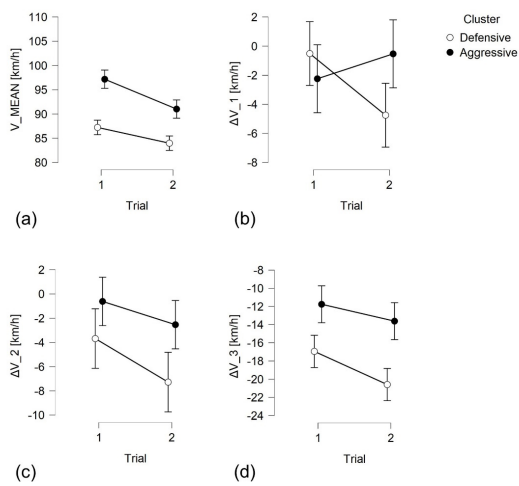 Cluster
Defensive
Aggressive
V_MEAN [km/h]
110
105
100
95
90
85
80
1 2
Trial
(a)
ΔV_1 [km/h]
4
2
0
-2
-4
-6
-8
1 2
Trial
(b)
ΔV_2 [km/h]
2
0
-2
-4
-6
-8
-10
1 2
Trial
(c)
ΔV_3 [km/h]
-8
-10
-12
-14
-16
-18
-20
-22
-24
1 2
Trial
(d)